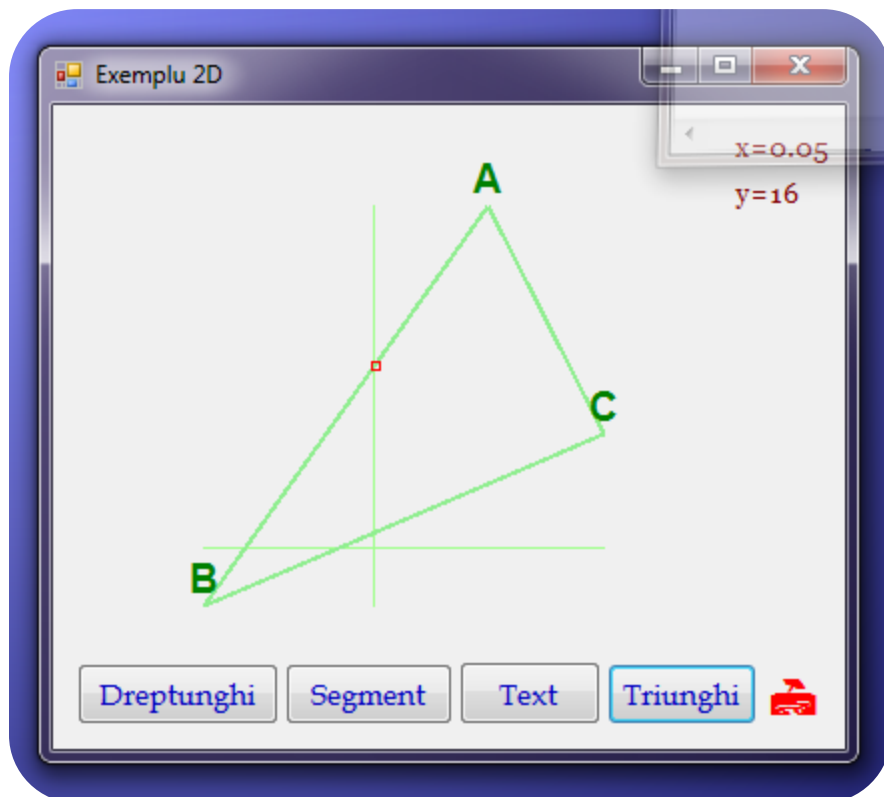 Exemplu 2D
x=0.05
y=16
A
C
B
Dreptunghi Segment Text Triunghi